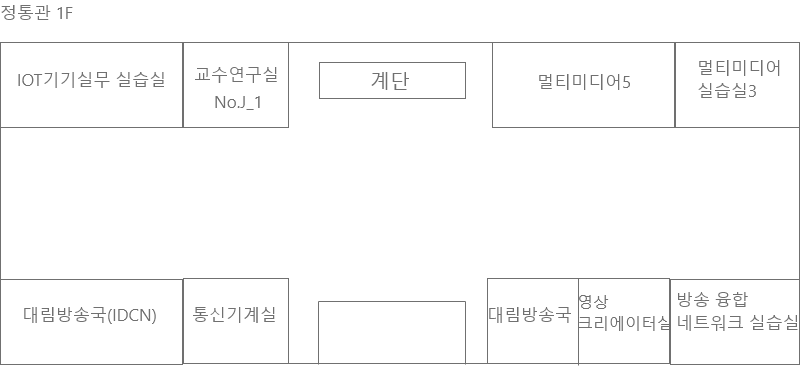 정통관 1F
IOT기기실무 실습실
교수연구실
No.J_1
계단
멀티미디어5
멀티미디어
실습실3
대림방송국(IDCN)
통신기계실
대림방송국
영상
크리에이터실
방송 융합
네트워크 실습실